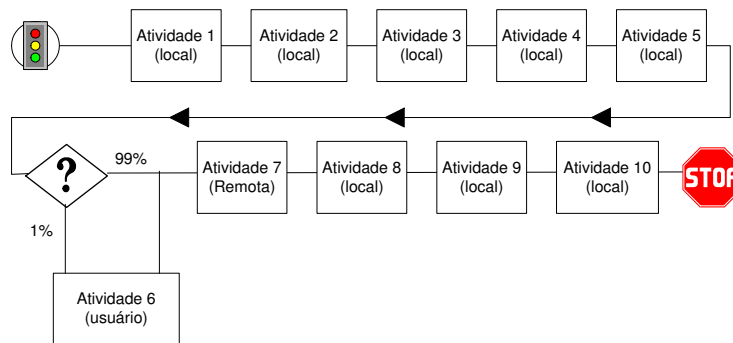 Atividade 1
(local)
Atividade 2
(local)
Atividade 3
(local)
Atividade 4
(local)
Atividade 5
(local)
?
99%
Atividade 7
(Remota)
Atividade 8
(local)
Atividade 9
(local)
Atividade 10
(local)
STOP
1%
Atividade 6
(usuário)